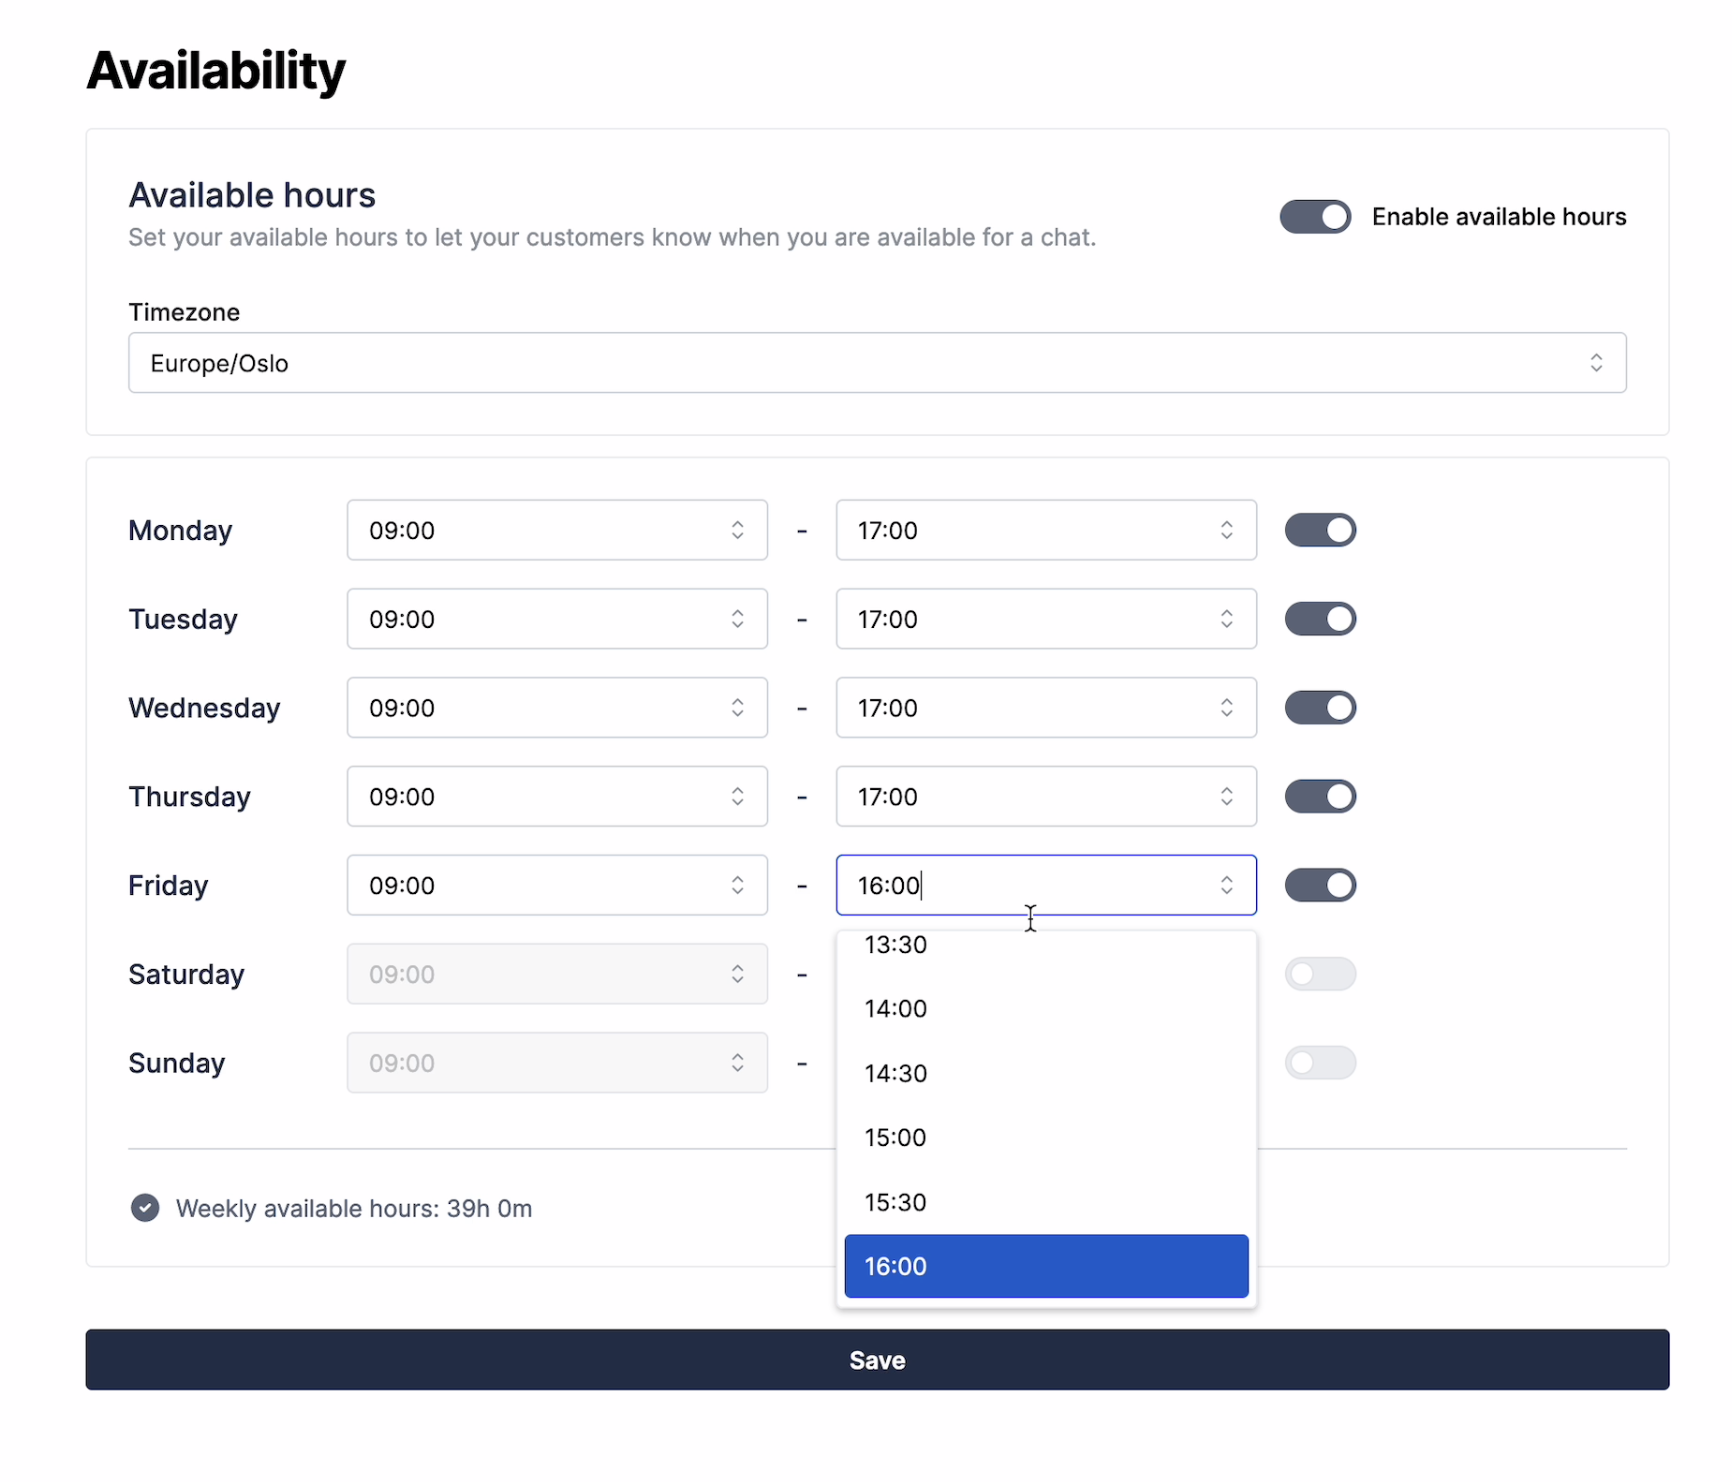 Availability
Available hours
Set your available hours to let your customers know when you are available for a chat.
Enable available hours
Timezone
Europe/Oslo
Monday 09:00 - 17:00
Tuesday 09:00 - 17:00
Wednesday 09:00 - 17:00
Thursday 09:00 - 17:00
Friday 09:00 - 16:00
13:30
Saturday 09:00 -
14:00
Sunday 09:00 -
14:30
15:00
15:30
Weekly available hours: 39h 0m
16:00
Save